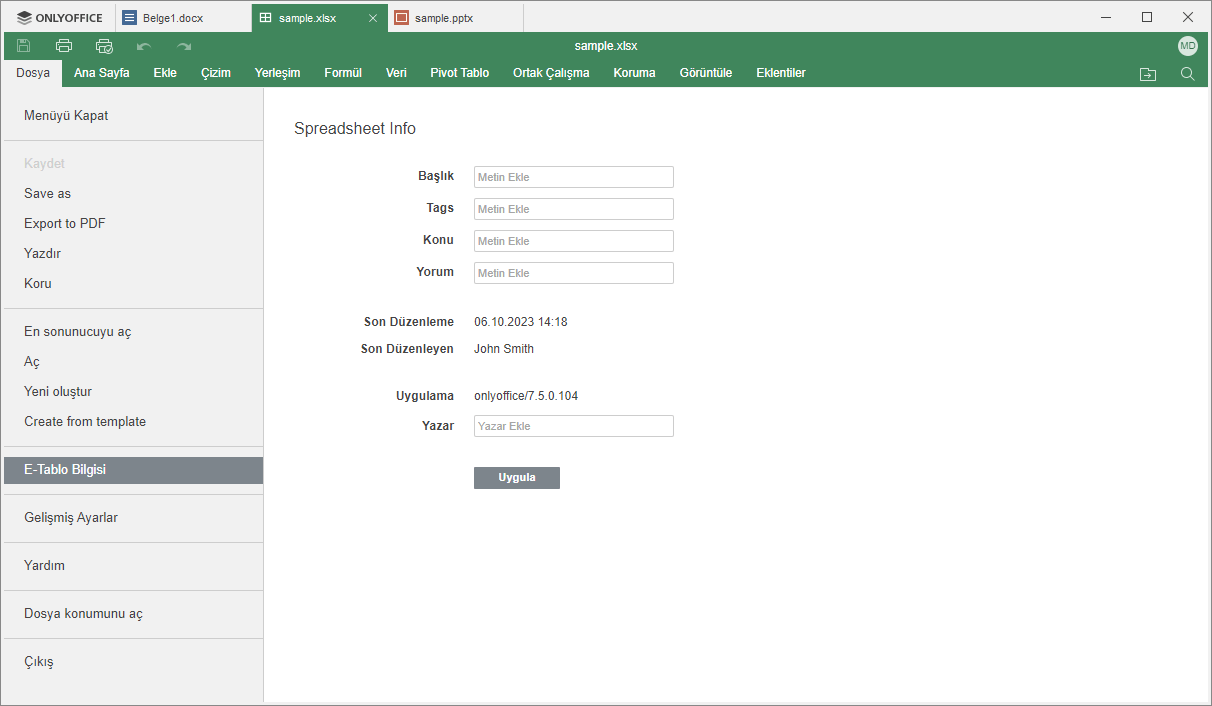 ONLYOFFICE Belge1.docx sample.xlsx sample.pptx
sample.xlsx MD
Dosya Ana Sayfa Ekle Çizim Yerleşim Formül Veri Pivot Tablo Ortak Çalışma Koruma Görüntüle Eklentiler
Menüyü Kapat
Kaydet
Save as
Export to PDF
Yazdır
Koru
En sonunucuyu aç
Aç
Yeni oluştur
Create from template
E-Tablo Bilgisi
Gelişmiş Ayarlar
Yardım
Dosya konumunu aç
Çıkış
Spreadsheet Info
Başlık Metin Ekle
Tags Metin Ekle
Konu Metin Ekle
Yorum Metin Ekle
Son Düzenleme 06.10.2023 14:18
Son Düzenleyen John Smith
Uygulama onlyoffice/7.5.0.104
Yazar Yazar Ekle
Uygula